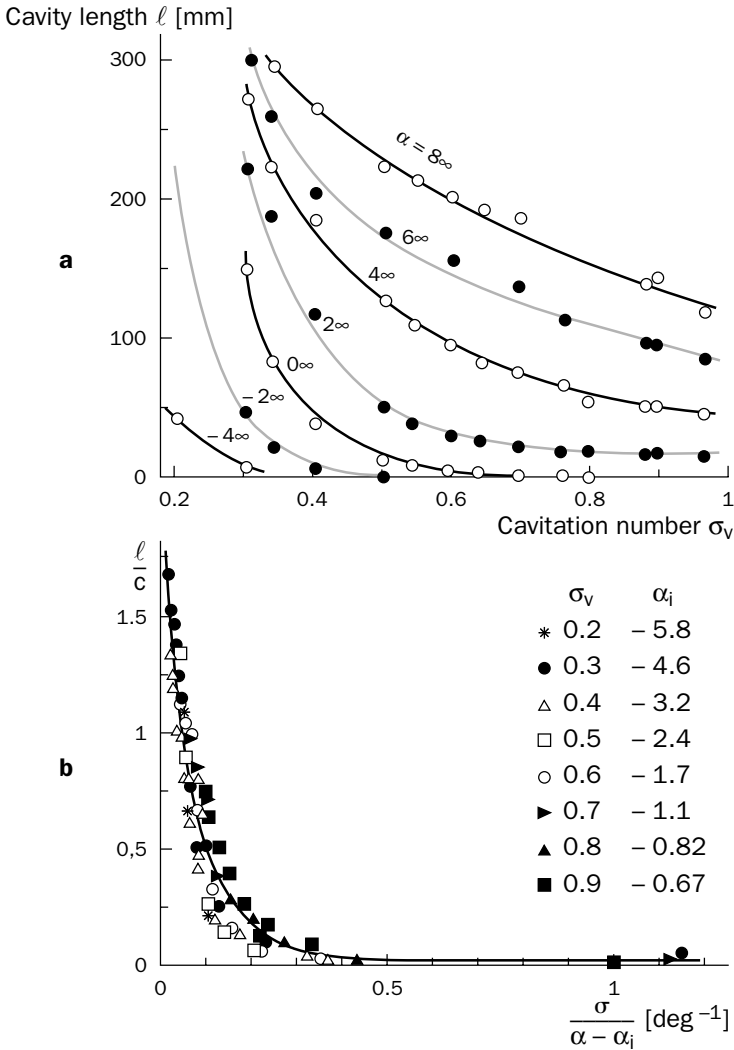 Cavity length ℓ [mm]
300
200
100
0
a
α = 8∞
6∞
4∞
2∞
0∞
– 2∞
– 4∞
0.2 0.4 0.6 0.8 1
Cavitation number σv
ℓ
c
1.5
1
0,5
0
b
σv αi
0.2 – 5.8
0.3 – 4.6
0.4 – 3.2
0.5 – 2.4
0.6 – 1.7
0.7 – 1.1
0.8 – 0.82
0.9 – 0.67
0 0.5 1
σ
α – αi
[deg –1]